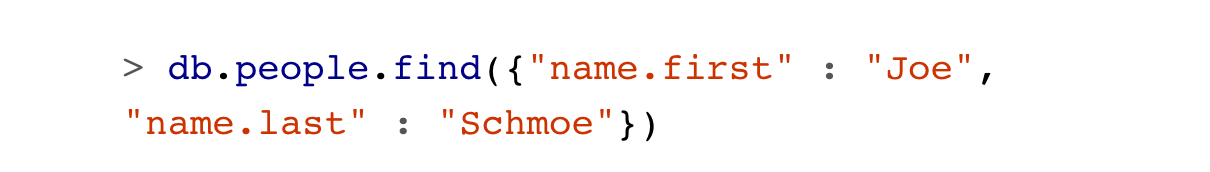 > db.people.find({"name.first" : "Joe",
"name.last" : "Schmoe"})